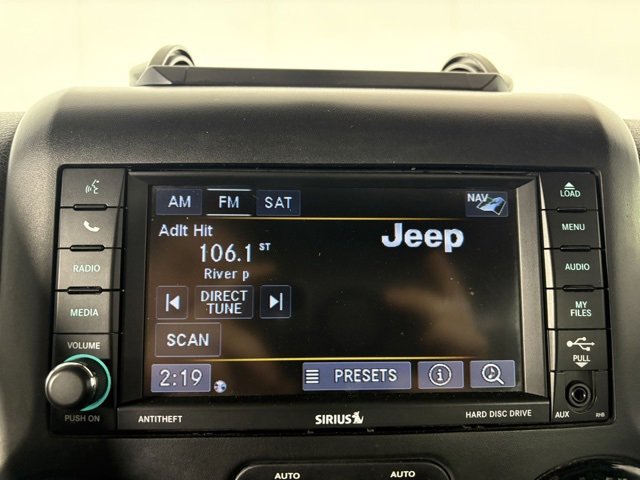 AM FM SAT NAV
Adlt Hit
106.1 ST
River p
Jeep
DIRECT
TUNE
SCAN
2:19 PRESETS
RADIO
MEDIA
VOLUME
PUSH ON
LOAD
MENU
AUDIO
MY
FILES
PULL
AUX RHB
ANTITHEFT SIRIUS HARD DISC DRIVE
AUTO AUTO